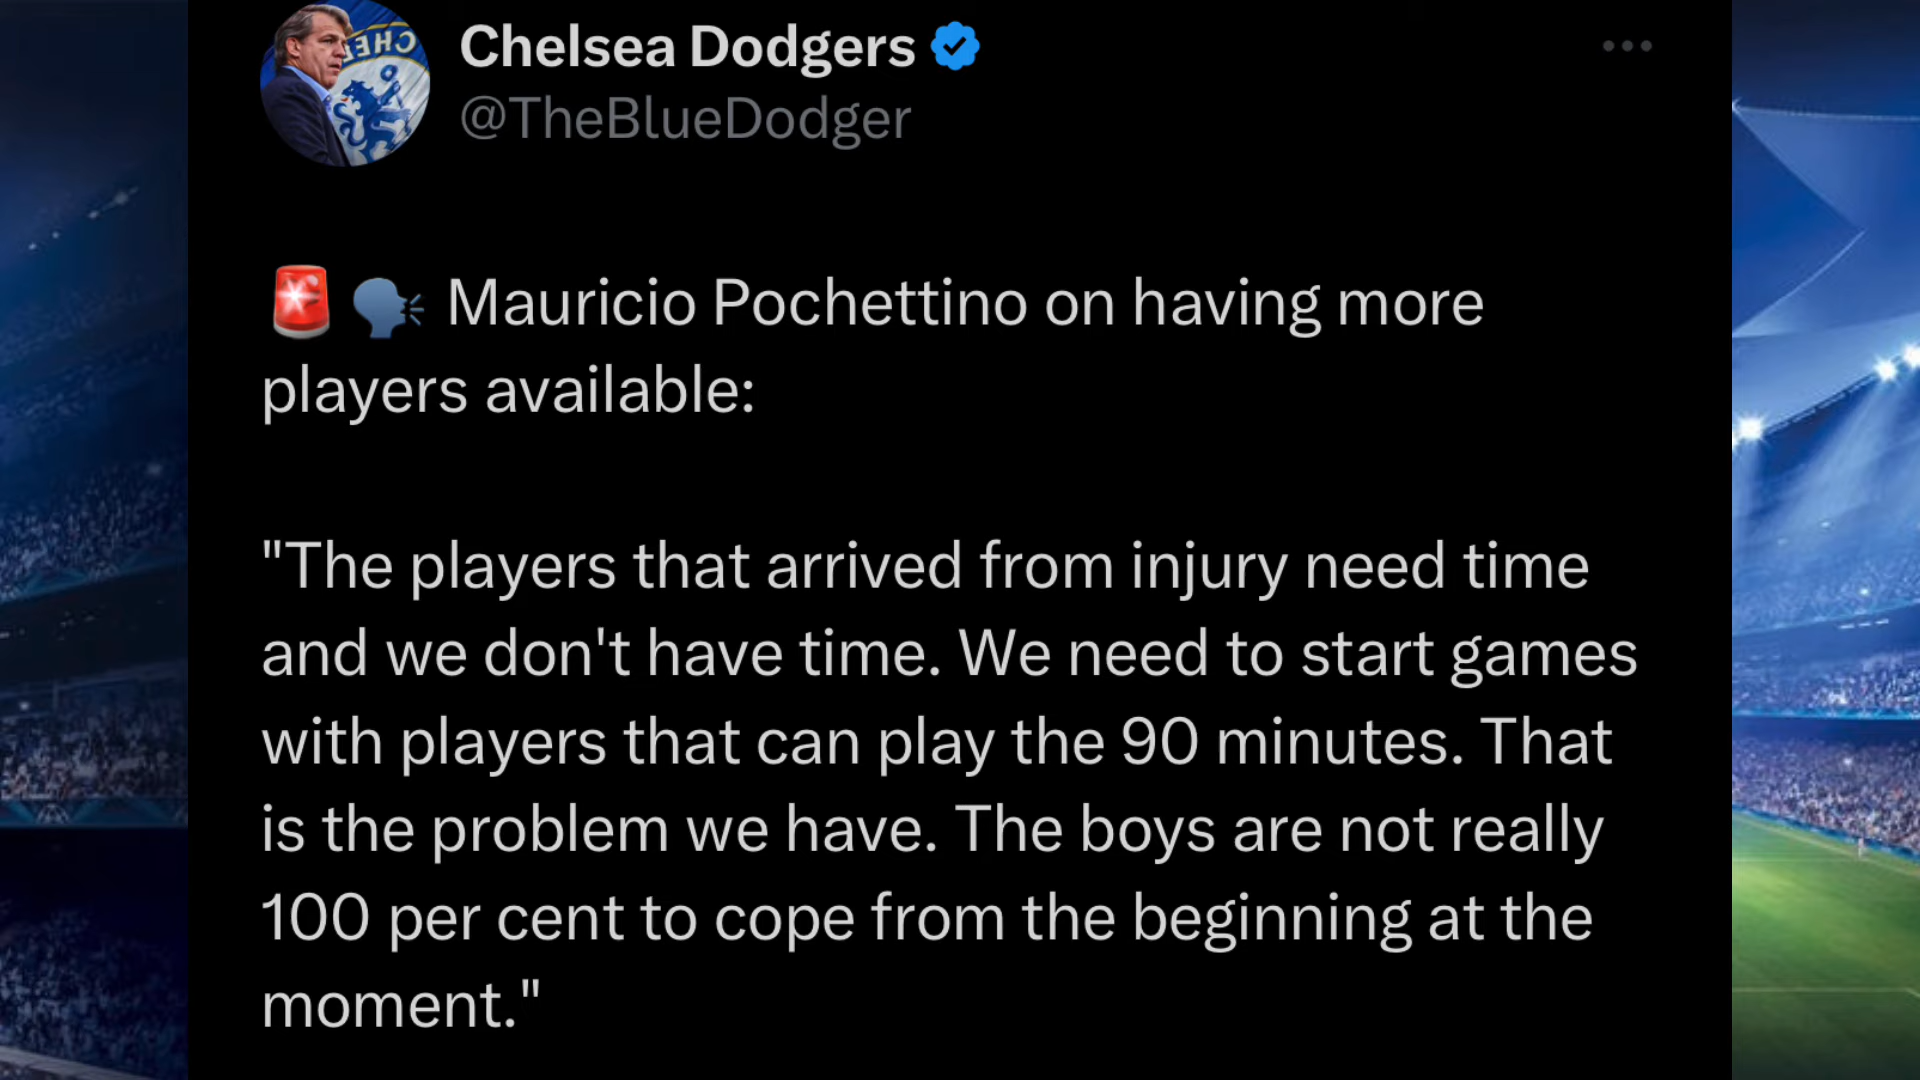 Chelsea Dodgers
@TheBlueDodger
🚨🗣️ Mauricio Pochettino on having more
players available:
"The players that arrived from injury need time
and we don't have time. We need to start games
with players that can play the 90 minutes. That
is the problem we have. The boys are not really
100 per cent to cope from the beginning at the
moment."